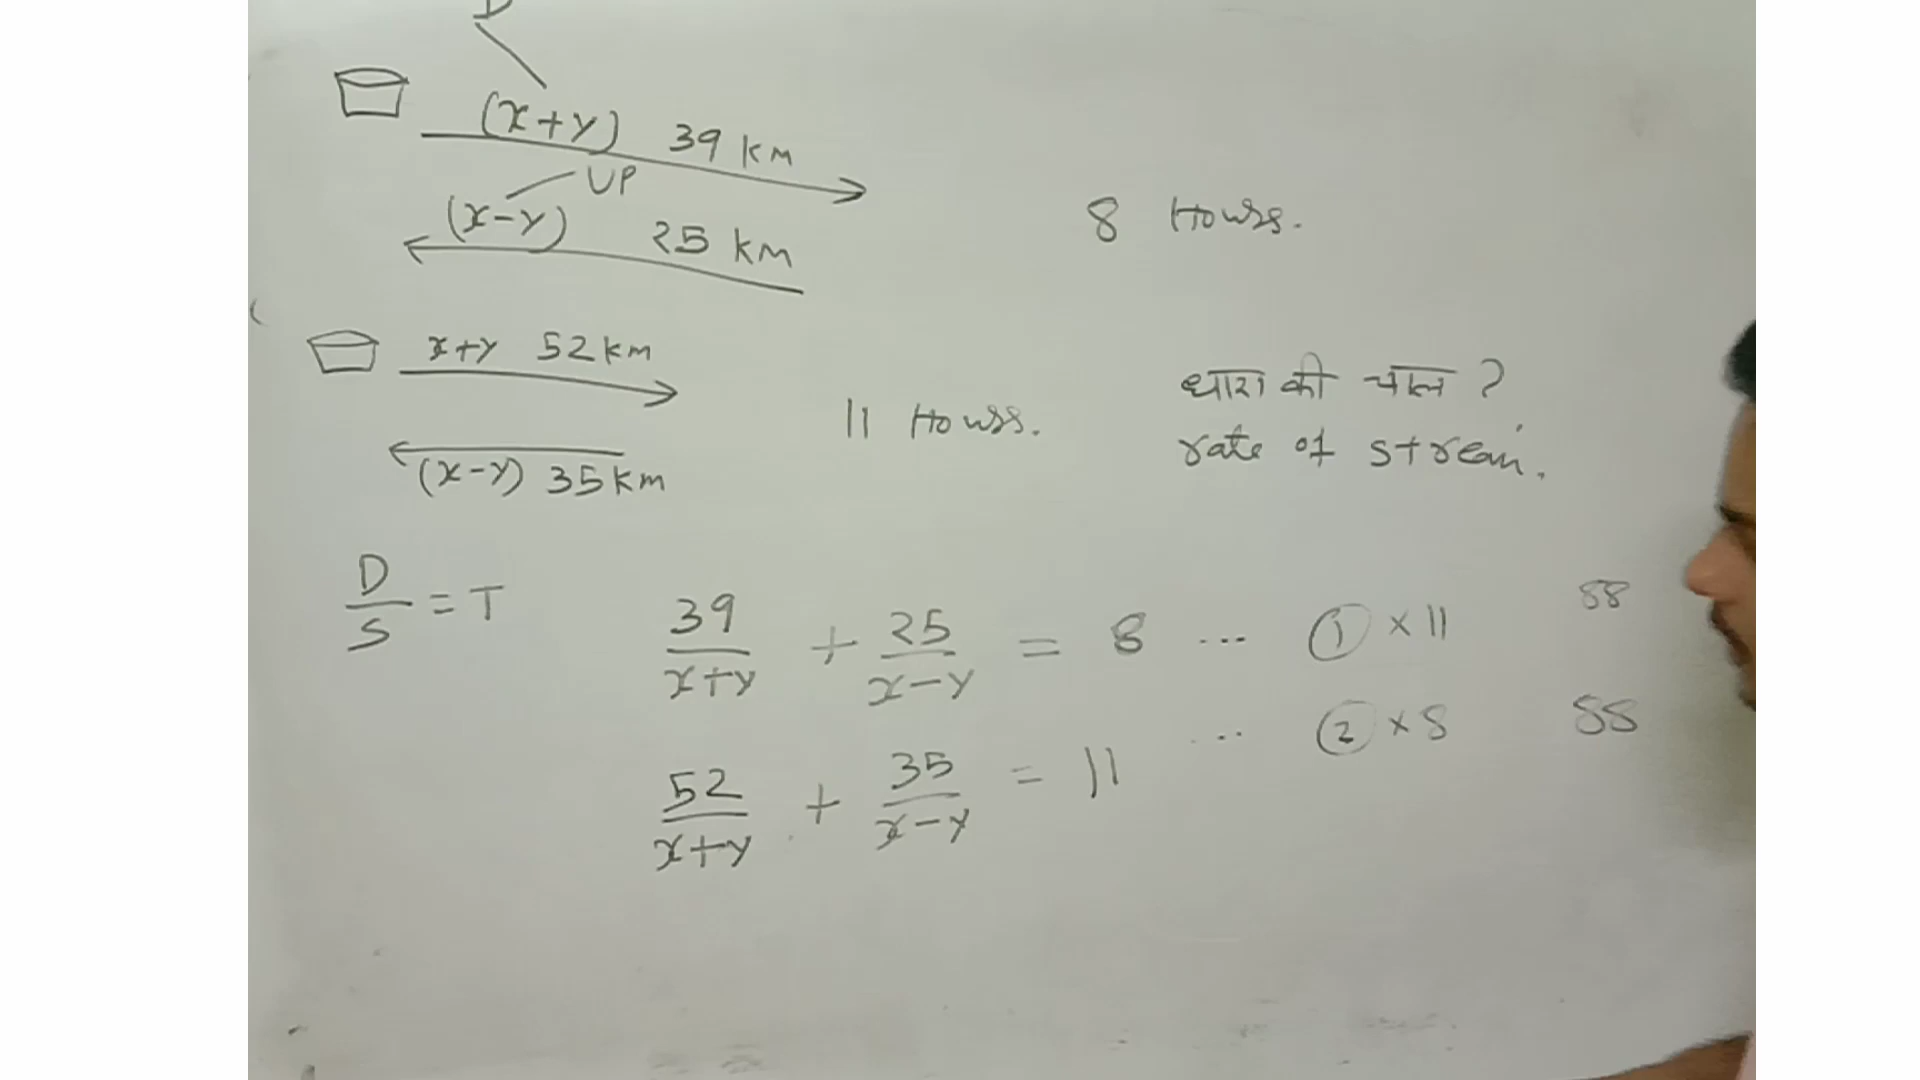 D
(x+y) 39 km
UP
(x-y) 25 km
8 Hours.
x+y 52 km
11 Hours.
(x-y) 35 km
धारा की चाल ?
rate of stream.
D/S = T
39/(x+y) + 25/(x-y) = 8 ... ① × 11 88
52/(x+y) + 35/(x-y) = 11 ... ② × 8 88